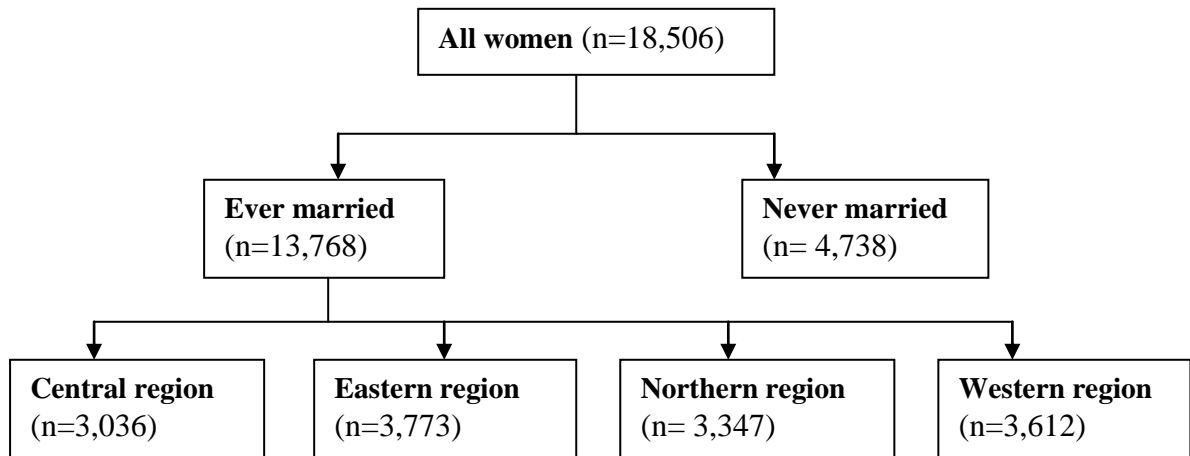 All women (n=18,506)
Ever married
(n=13,768)
Never married
(n= 4,738)
Central region
(n=3,036)
Eastern region
(n=3,773)
Northern region
(n= 3,347)
Western region
(n=3,612)